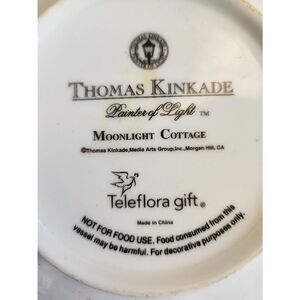 THOMAS KINKADE
Painter of Light ™
MOONLIGHT COTTAGE
©Thomas Kinkade, Media Arts Group, Inc., Morgan Hill, CA
Teleflora gift®
Made in China
NOT FOR FOOD USE. Food consumed from this
vessel may be harmful. For decorative purposes only.